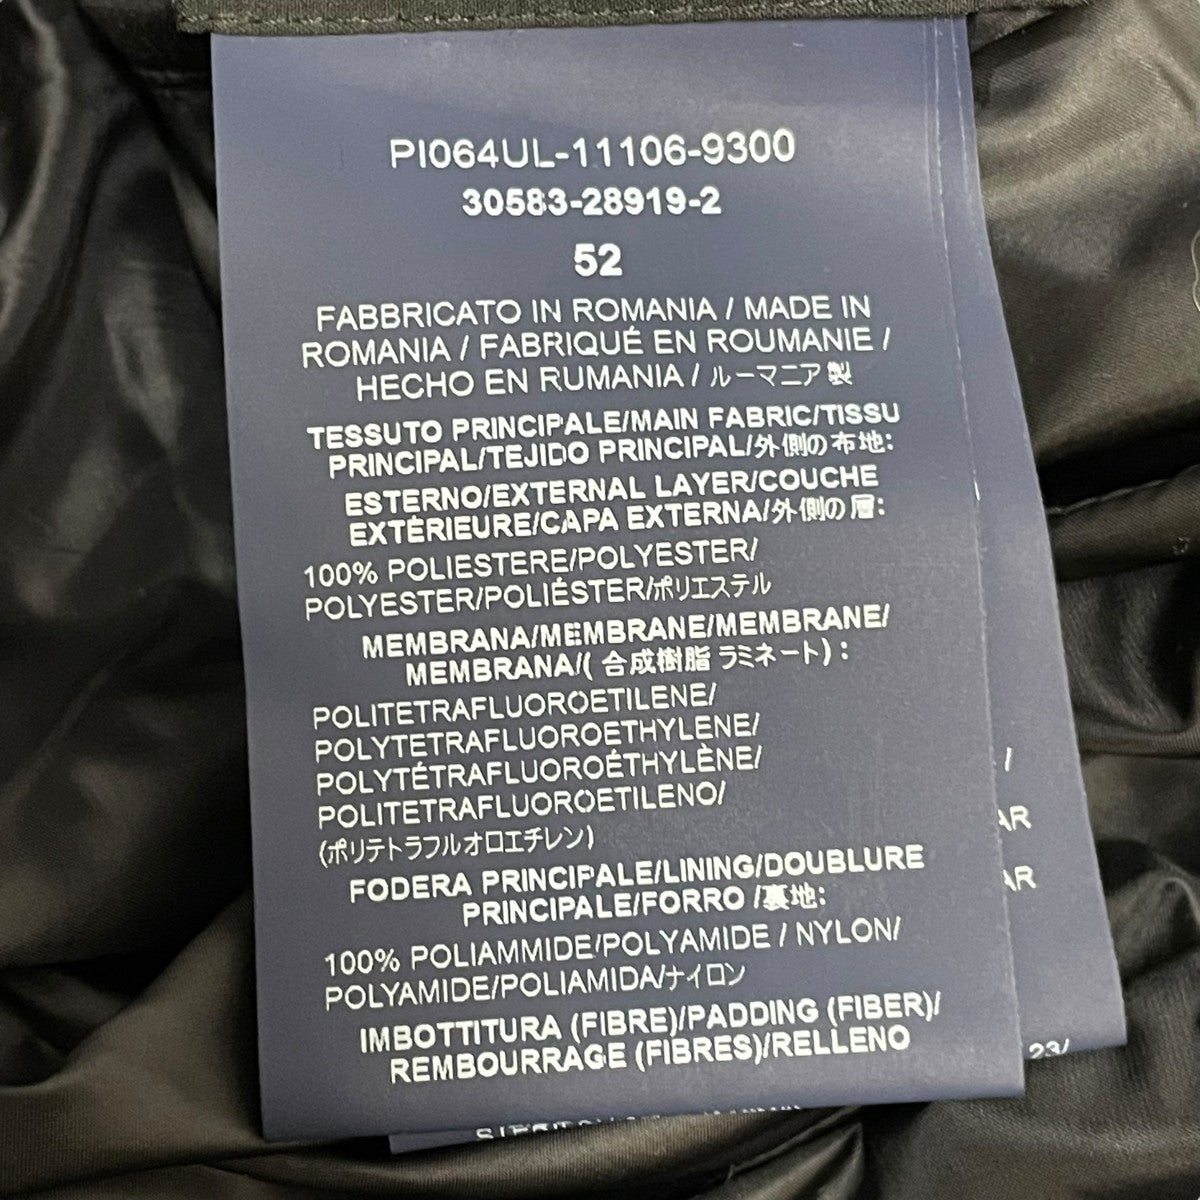 PI064UL-11106-9300
30583-28919-2
52
FABBRICATO IN ROMANIA / MADE IN
ROMANIA / FABRIQUÉ EN ROUMANIE /
HECHO EN RUMANIA / ルーマニア製
TESSUTO PRINCIPALE/MAIN FABRIC/TISSU
PRINCIPAL/TEJIDO PRINCIPAL/外側の布地:
ESTERNO/EXTERNAL LAYER/COUCHE
EXTÉRIEURE/CAPA EXTERNA/外側の層:
100% POLIESTERE/POLYESTER/
POLYESTER/POLIÉSTER/ポリエステル
MEMBRANA/MEMBRANE/MEMBRANE/
MEMBRANA/( 合成樹脂 ラミネート) :
POLITETRAFLUOROETILENE/
POLYTETRAFLUOROETHYLENE/
POLYTÉTRAFLUOROÉTHYLÈNE/
POLITETRAFLUOROETILENO/
(ポリテトラフルオロエチレン)
FODERA PRINCIPALE/LINING/DOUBLURE
PRINCIPALE/FORRO /裏地:
100% POLIAMMIDE/POLYAMIDE / NYLON/
POLYAMIDE/POLIAMIDA/ナイロン
IMBOTTITURA (FIBRE)/PADDING (FIBER)/
REMBOURRAGE (FIBRES)/RELLENO
/
AR
AR
23/